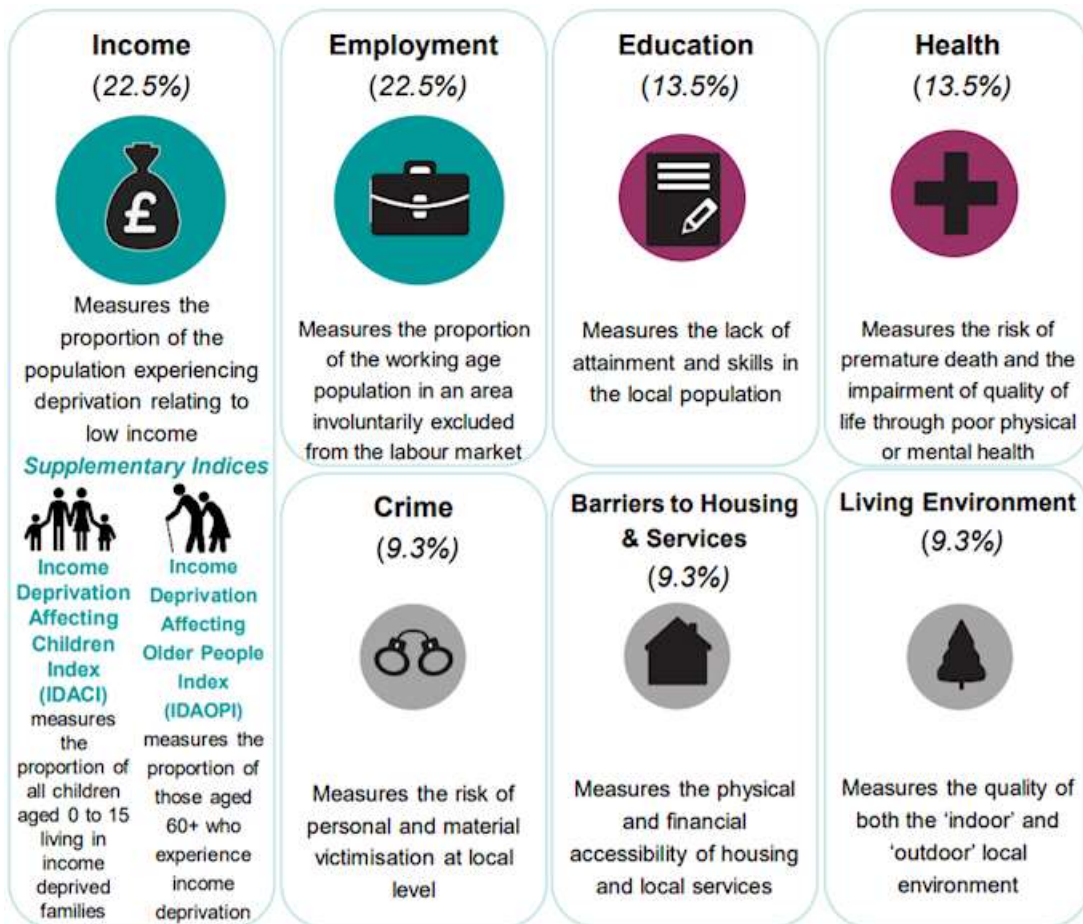 Income
(22.5%)
£
Measures the
proportion of the
population experiencing
deprivation relating to
low income
Supplementary Indices
Income
Deprivation
Affecting
Children
Index
(IDACI)
measures
the
proportion of
all children
aged 0 to 15
living in
income
deprived
families
Income
Deprivation
Affecting
Older People
Index
(IDAOPI)
measures the
proportion of
those aged
60+ who
experience
income
deprivation
Employment
(22.5%)
Measures the proportion
of the working age
population in an area
involuntarily excluded
from the labour market
Education
(13.5%)
Measures the lack of
attainment and skills in
the local population
Health
(13.5%)
Measures the risk of
premature death and the
impairment of quality of
life through poor physical
or mental health
Crime
(9.3%)
Measures the risk of
personal and material
victimisation at local
level
Barriers to Housing
& Services
(9.3%)
Measures the physical
and financial
accessibility of housing
and local services
Living Environment
(9.3%)
Measures the quality of
both the ‘indoor’ and
‘outdoor’ local
environment